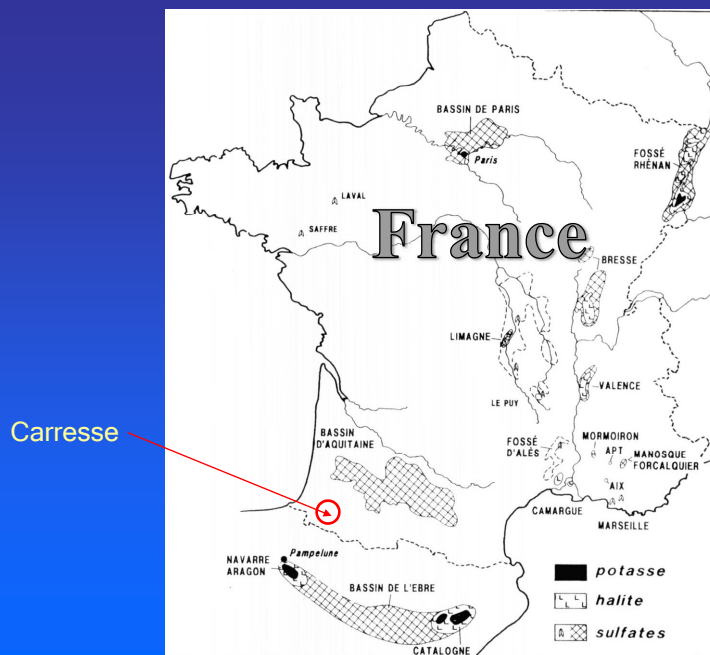 BASSIN DE PARIS
Paris
FOSSÉ
RHÉNAN
LAVAL
SAFFRE
France
BRESSE
LIMAGNE
VALENCE
LE PUY
Carresse
BASSIN
D'AQUITAINE
FOSSÉ
D'ALÈS
MORMOIRON
APT
MANOSQUE
FORCALQUIER
AIX
CAMARGUE
MARSEILLE
NAVARRE
ARAGON
Pampelune
BASSIN DE L'EBRE
CATALOGNE
potasse
halite
sulfates